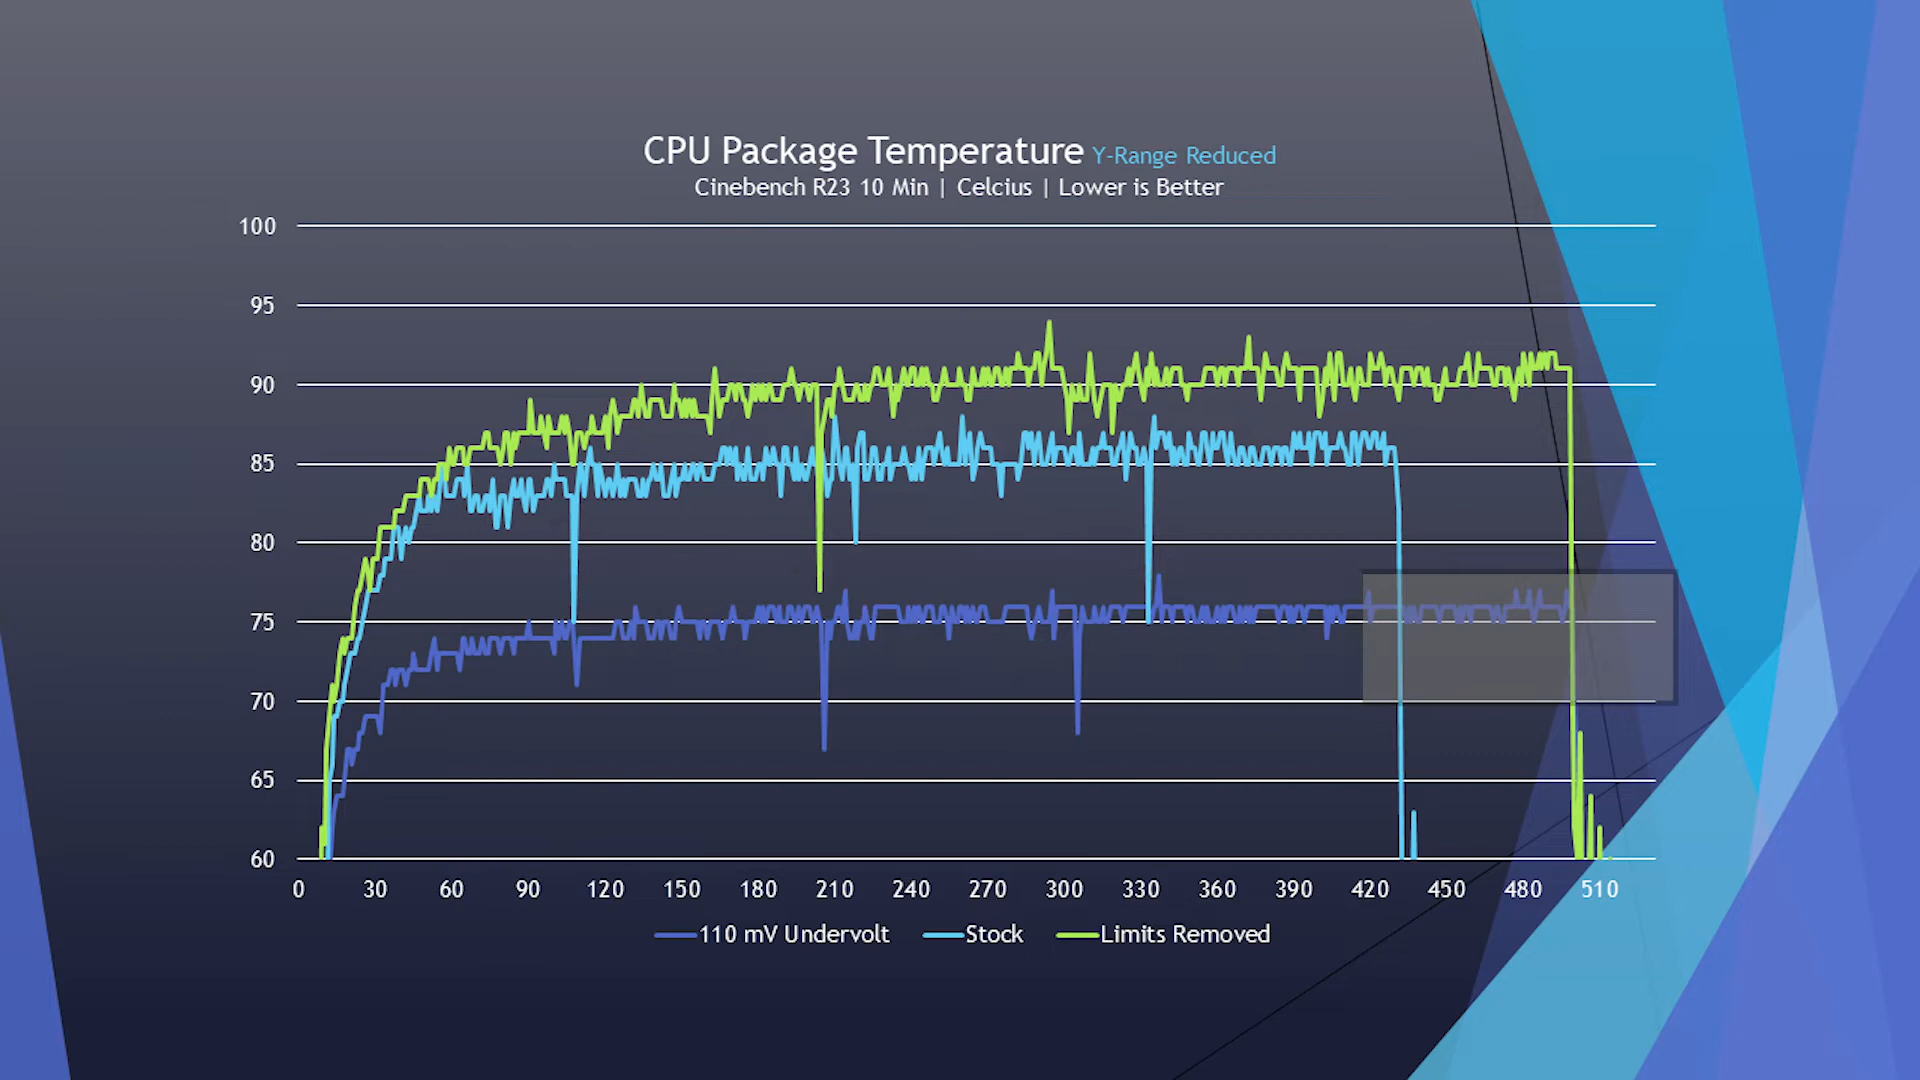 CPU Package Temperature Y-Range Reduced
Cinebench R23 10 Min | Celcius | Lower is Better
100
95
90
85
80
75
70
65
60
0 30 60 90 120 150 180 210 240 270 300 330 360 390 420 450 480 510
110 mV Undervolt Stock Limits Removed